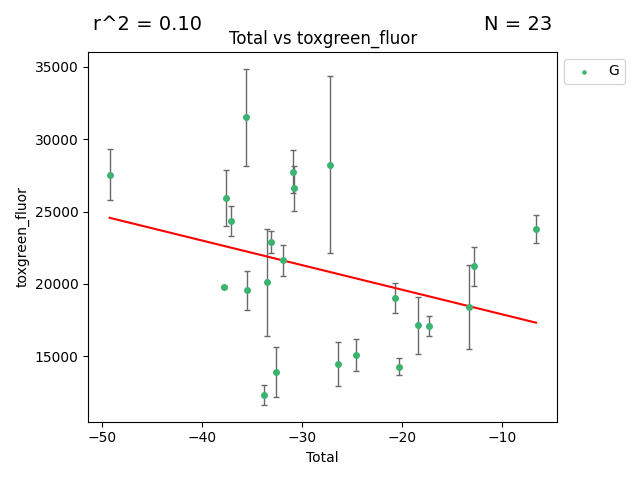 r^2 = 0.10
N = 23
Total vs toxgreen_fluor
G
35000
30000
25000
20000
15000
toxgreen_fluor
−50
−40
−30
−20
−10
Total